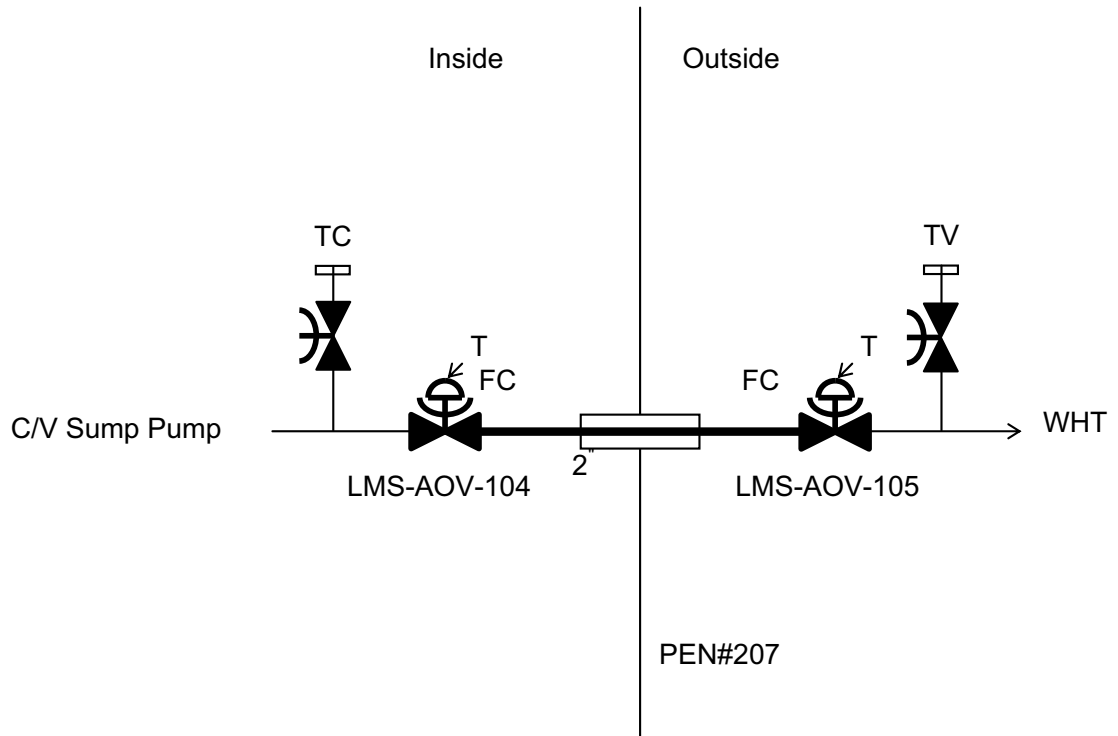 Inside
Outside
TC
TV
T
FC
FC
T
C/V Sump Pump
WHT
2"
LMS-AOV-104
LMS-AOV-105
PEN#207